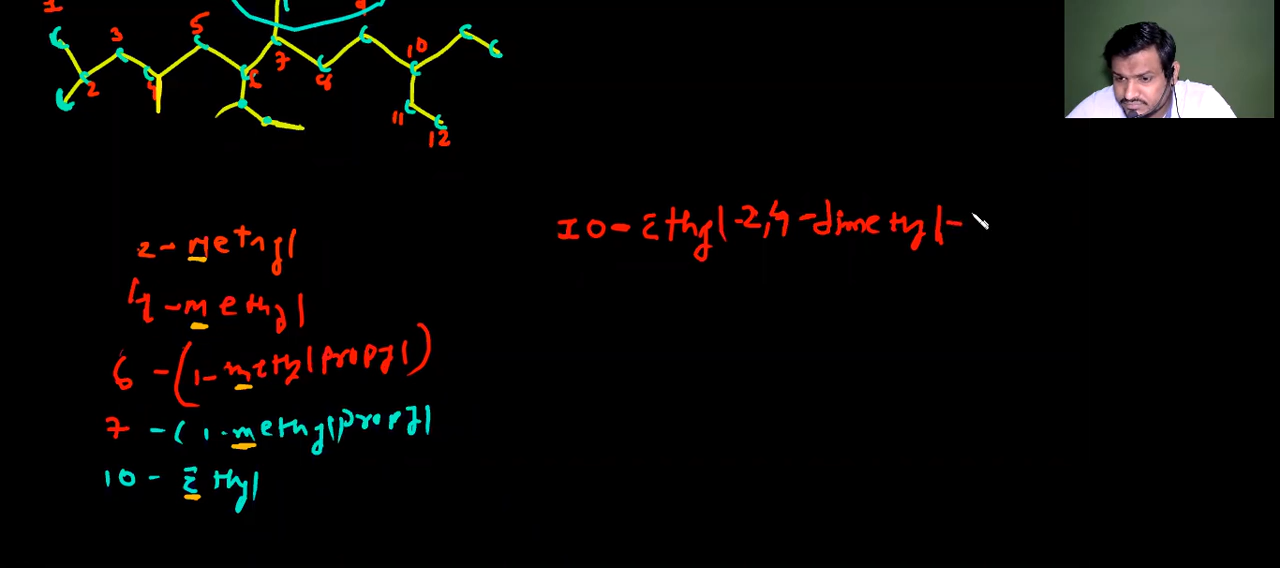 1
5
3
10
7
2
4
6
8
11
12
10-Ethyl-2,4-dimethyl-
2-methyl
4-methyl
6-(1-methylpropyl)
7-(1-methylpropyl
10-Ethyl